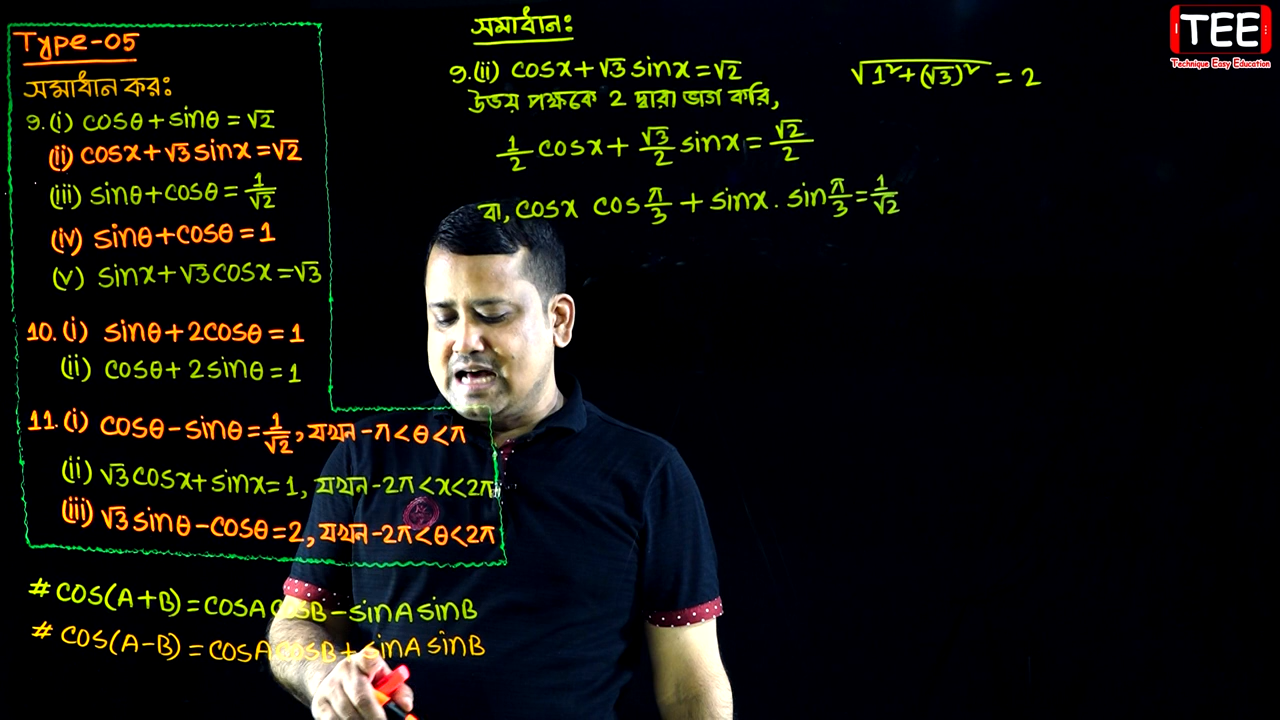 Type-05
সমাধান করঃ
9.(i) cosθ + sinθ = √2
(ii) cosx + √3 sinx = √2
(iii) sinθ + cosθ = 1/√2
(iv) sinθ + cosθ = 1
(v) sinx + √3 cosx = √3
10.(i) sinθ + 2cosθ = 1
(ii) cosθ + 2sinθ = 1
11.(i) cosθ - sinθ = 1/√2, যখন -π < θ < π
(ii) √3 cosx + sinx = 1, যখন -2π < x < 2π
(iii) √3 sinθ - cosθ = 2, যখন -2π < θ < 2π
# cos(A+B) = cosA cosB - sinA sinB
# cos(A-B) = cosA cosB + sinA sinB
সমাধানঃ
9.(ii) cosx + √3 sinx = √2
√1² + (√3)² = 2
উভয় পক্ষকে 2 দ্বারা ভাগ করি,
1/2 cosx + √3/2 sinx = √2/2
বা, cosx cos π/3 + sinx . sin π/3 = 1/√2
TEE
Technique Easy Education